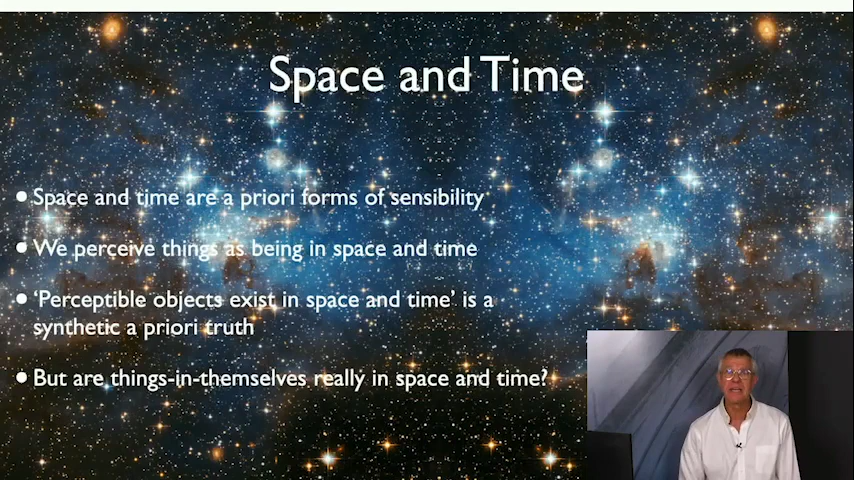 Space and Time
● Space and time are a priori forms of sensibility
● We perceive things as being in space and time
● ‘Perceptible objects exist in space and time’ is a
synthetic a priori truth
● But are things-in-themselves really in space and time?